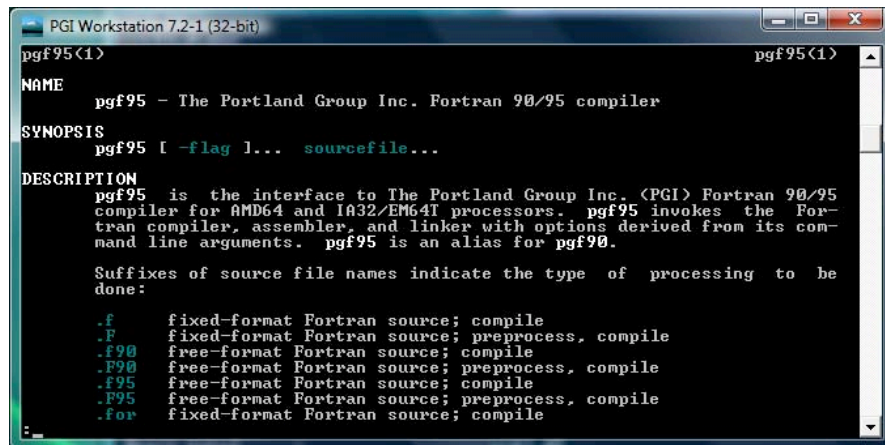 PGI Workstation 7.2-1 (32-bit)
pgf95(1) pgf95(1)
NAME
pgf95 - The Portland Group Inc. Fortran 90/95 compiler
SYNOPSIS
pgf95 [ -flag ]... sourcefile...
DESCRIPTION
pgf95 is the interface to The Portland Group Inc. (PGI) Fortran 90/95
compiler for AMD64 and IA32/EM64T processors. pgf95 invokes the For-
tran compiler, assembler, and linker with options derived from its com-
mand line arguments. pgf95 is an alias for pgf90.
Suffixes of source file names indicate the type of processing to be
done:
.f fixed-format Fortran source; compile
.F fixed-format Fortran source; preprocess, compile
.f90 free-format Fortran source; compile
.F90 free-format Fortran source; preprocess, compile
.f95 free-format Fortran source; compile
.F95 free-format Fortran source; preprocess, compile
.for fixed-format Fortran source; compile
:_